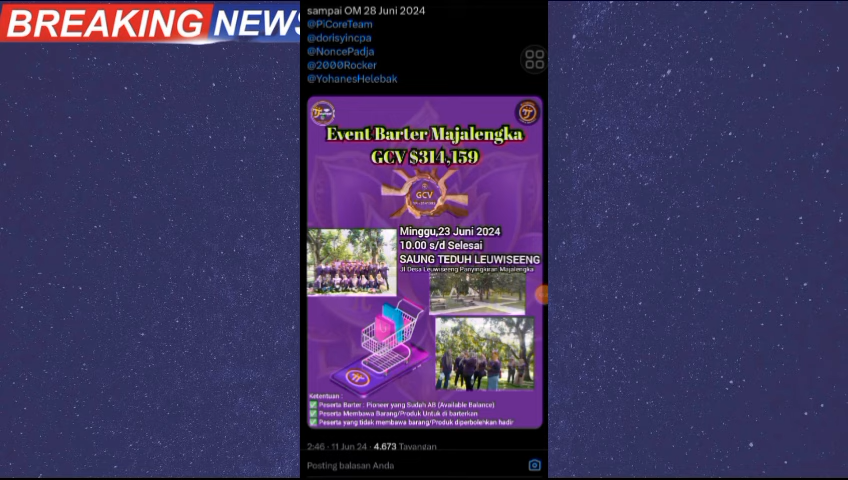 BREAKING NEWS
sampai OM 28 Juni 2024
@PiCoreTeam
@dorisyincpa
@NoncePadja
@2000Rocker
@YohanesHelebak
Event Barter Majalengka
GCV $314,159
GCV
Minggu,23 Juni 2024
10.00 s/d Selesai
SAUNG TEDUH LEUWISEENG
Jl Desa Leuwiseeng Panyingkiran Majalengka
Ketentuan :
✅ Peserta Barter : Pioneer yang Sudah AB (Available Balance)
✅ Peserta Membawa Barang/Produk Untuk di barterkan
✅ Peserta yang tidak membawa barang/Produk diperbolehkan hadir
2:46 · 11 Jun 24 · 4.673 Tayangan
Posting balasan Anda